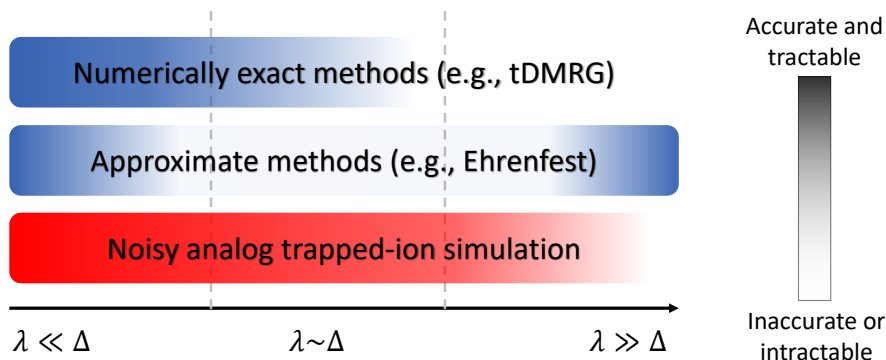 Numerically exact methods (e.g., tDMRG)
Approximate methods (e.g., Ehrenfest)
Noisy analog trapped-ion simulation
λ ≪ Δ
λ~Δ
λ ≫ Δ
Accurate and
tractable
Inaccurate or
intractable